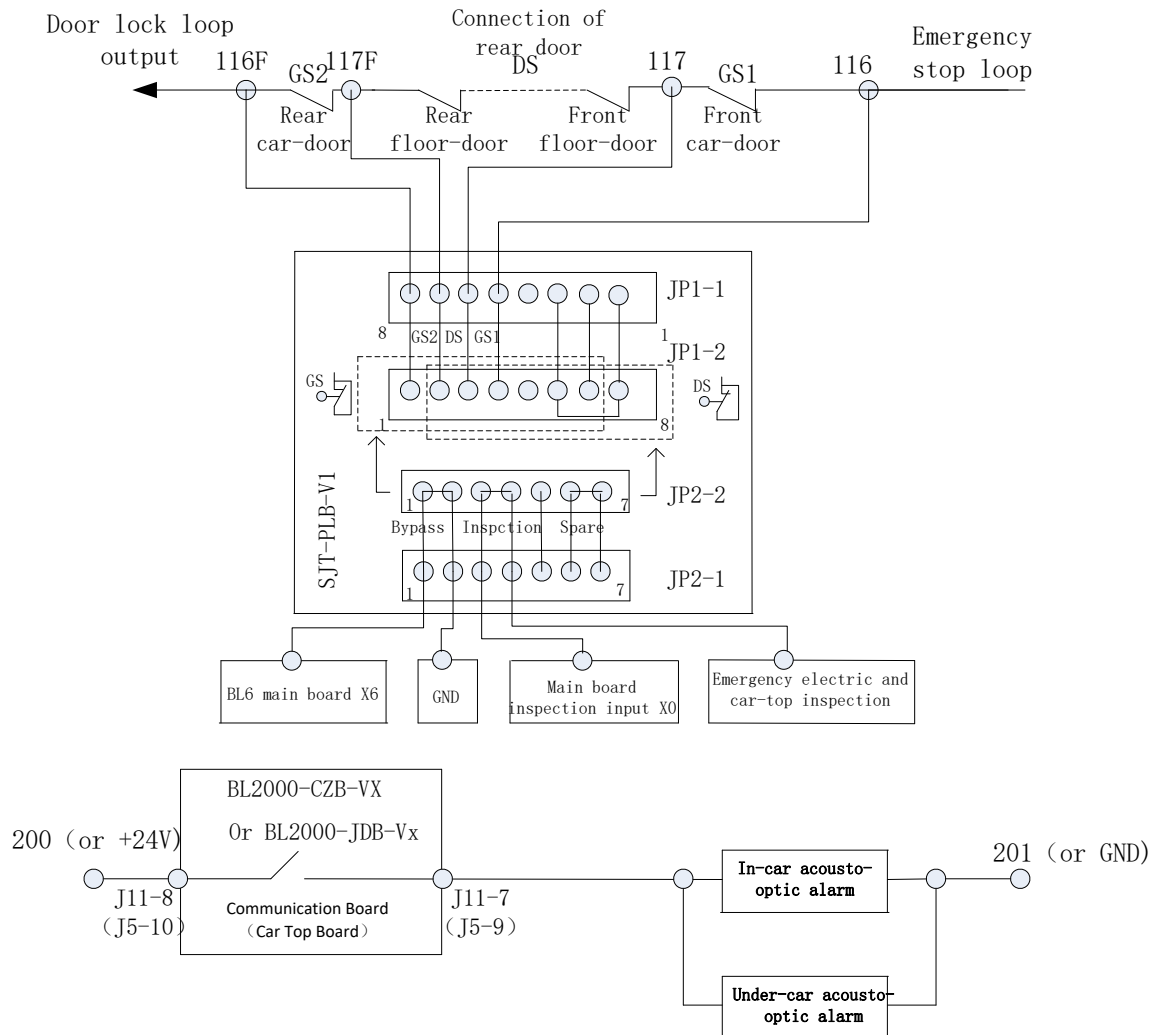 Door lock loop
output
Connection of
rear door
Emergency
stop loop
116F
GS2
117F
DS
117
GS1
116
Rear
car-door
Rear
floor-door
Front
floor-door
Front
car-door
JP1-1
8
GS2
DS
GS1
1
JP1-2
GS
DS
1
8
SJT-PLB-V1
1
7
JP2-2
Bypass
Inspction
Spare
1
7
JP2-1
BL6 main board X6
GND
Main board
inspection input X0
Emergency electric and
car-top inspection
BL2000-CZB-VX
Or BL2000-JDB-Vx
200（or +24V)
J11-8
（J5-10）
Communication Board
（Car Top Board）
J11-7
（J5-9）
In-car acousto-
optic alarm
201（or GND)
Under-car acousto-
optic alarm